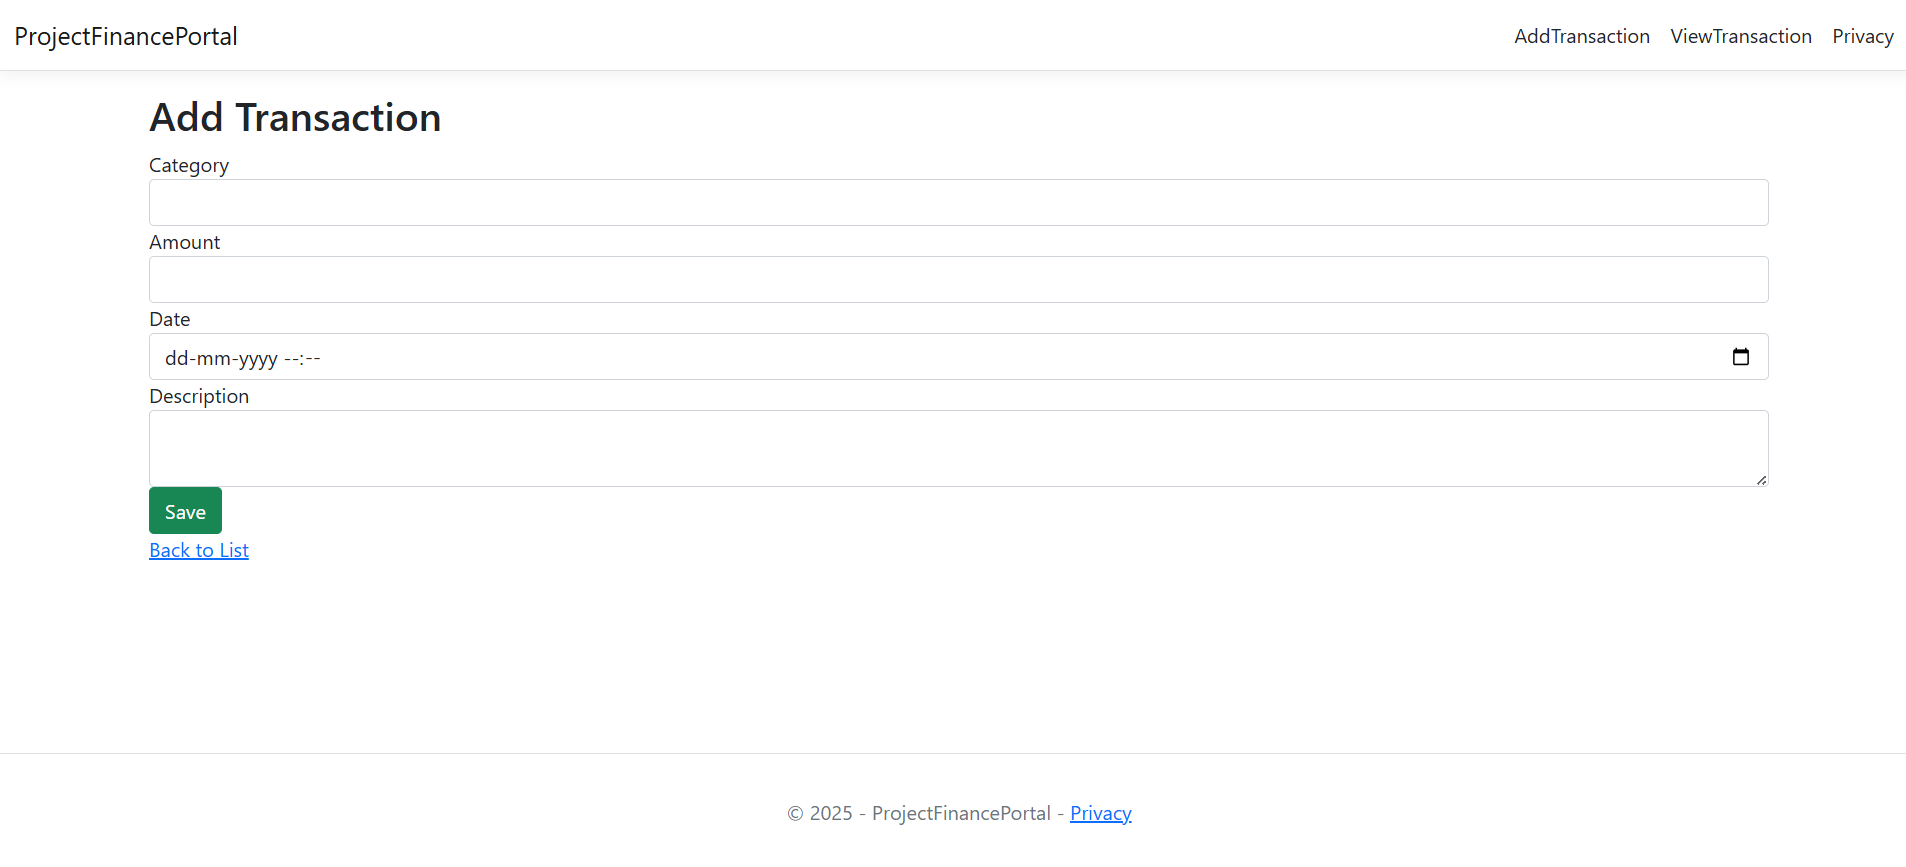 ProjectFinancePortal
AddTransaction ViewTransaction Privacy
Add Transaction
Category
Amount
Date
dd-mm-yyyy --:--
Description
Save
Back to List
© 2025 - ProjectFinancePortal - Privacy